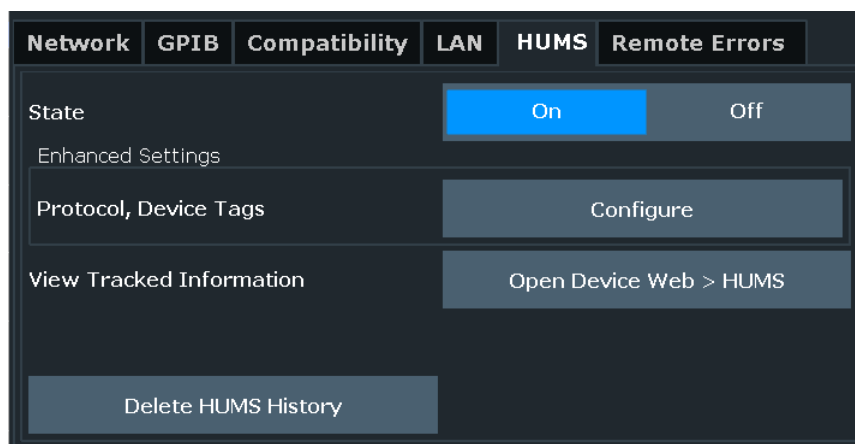 Network GPIB Compatibility LAN HUMS Remote Errors
State On Off
Enhanced Settings
Protocol, Device Tags Configure
View Tracked Information Open Device Web > HUMS
Delete HUMS History